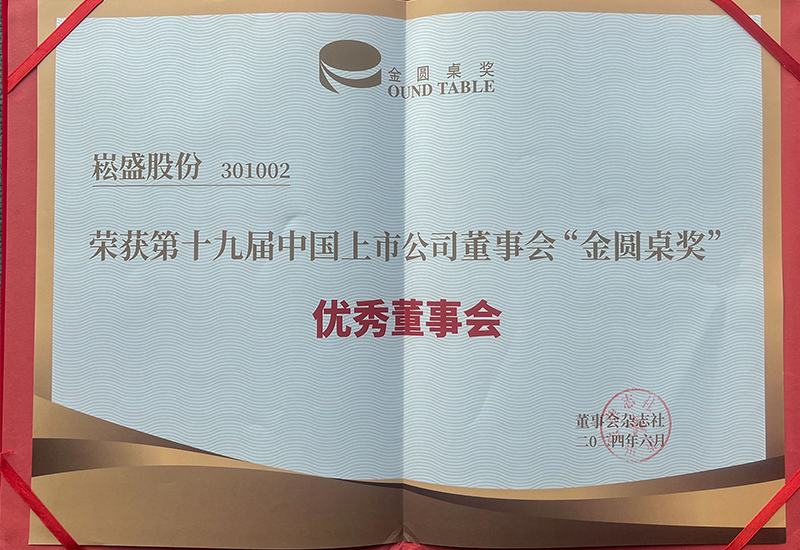 金圆桌奖
OUND TABLE
崧盛股份 301002
荣获第十九届中国上市公司董事会“金圆桌奖”
优秀董事会
董事会杂志社
二〇二四年六月